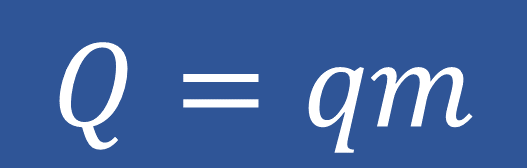 Q = qm